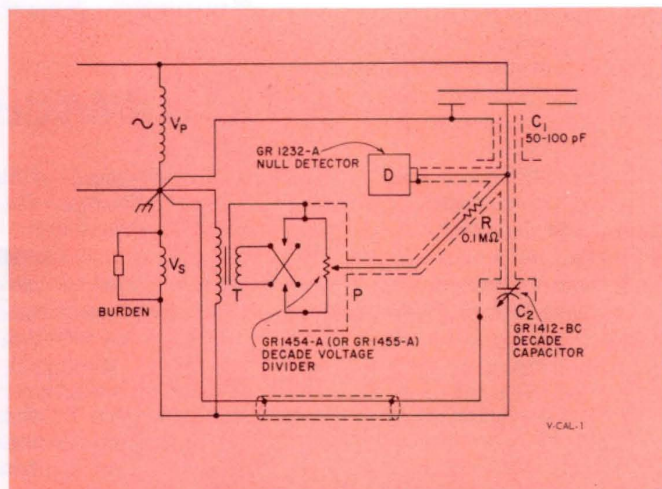 V_P
C_1
50-100 pF
GR 1232-A
NULL DETECTOR
D
R
0.1 MΩ
V_S
T
P
BURDEN
C_2
GR 1412-BC
DECADE
CAPACITOR
GR 1454-A (OR GR 1455-A)
DECADE VOLTAGE
DIVIDER
V-CAL-1